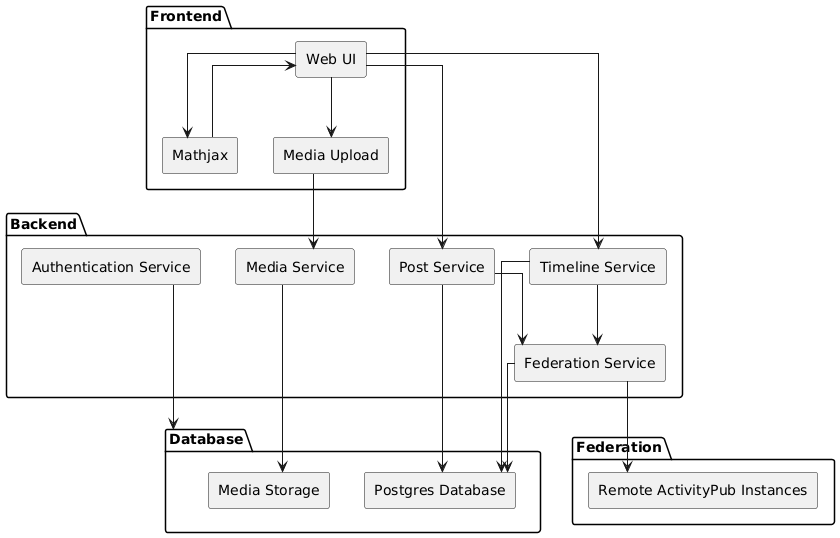 Frontend
Web UI
Mathjax
Media Upload
Backend
Authentication Service
Media Service
Post Service
Timeline Service
Federation Service
Database
Federation
Media Storage
Postgres Database
Remote ActivityPub Instances